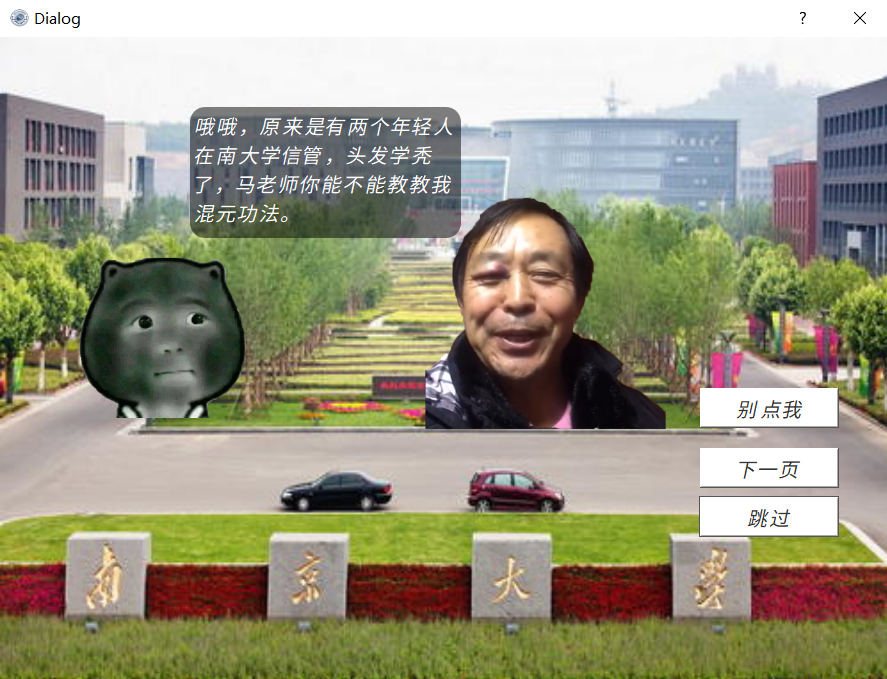 Dialog
?
哦哦，原来是有两个年轻人
在南大学信管，头发学秃
了，马老师你能不能教教我
混元功法。
别点我
下一页
跳过
南京大學